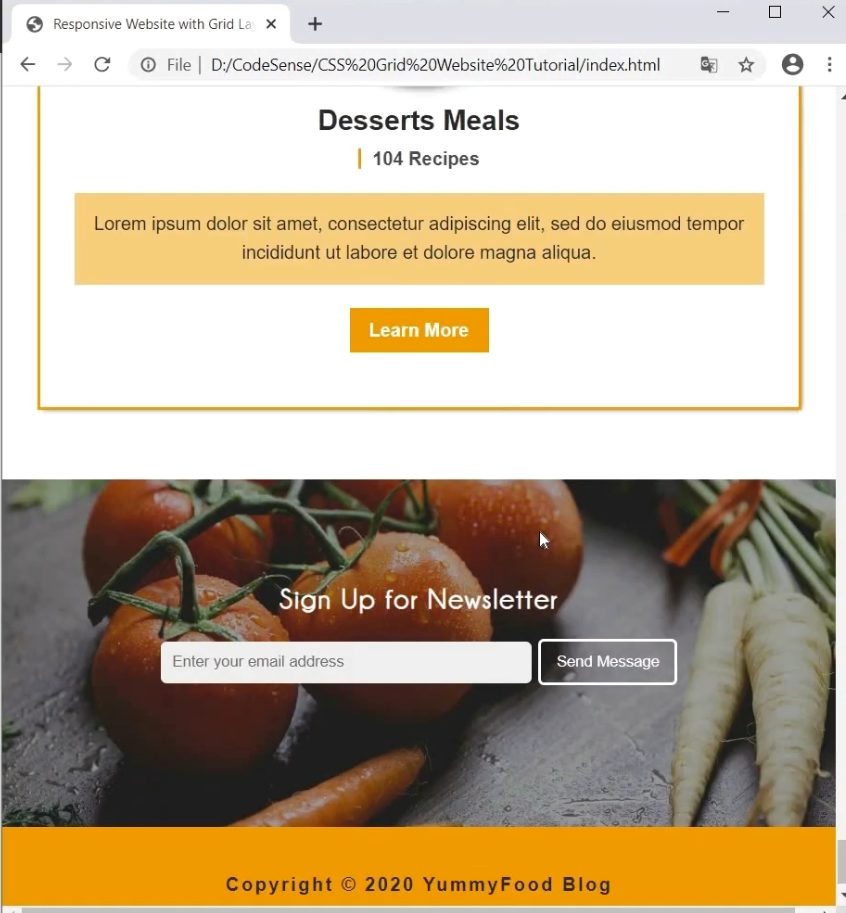 Responsive Website with Grid La
File | D:/CodeSense/CSS%20Grid%20Website%20Tutorial/index.html
Desserts Meals
104 Recipes
Lorem ipsum dolor sit amet, consectetur adipiscing elit, sed do eiusmod tempor
incididunt ut labore et dolore magna aliqua.
Learn More
Sign Up for Newsletter
Enter your email address
Send Message
Copyright © 2020 YummyFood Blog